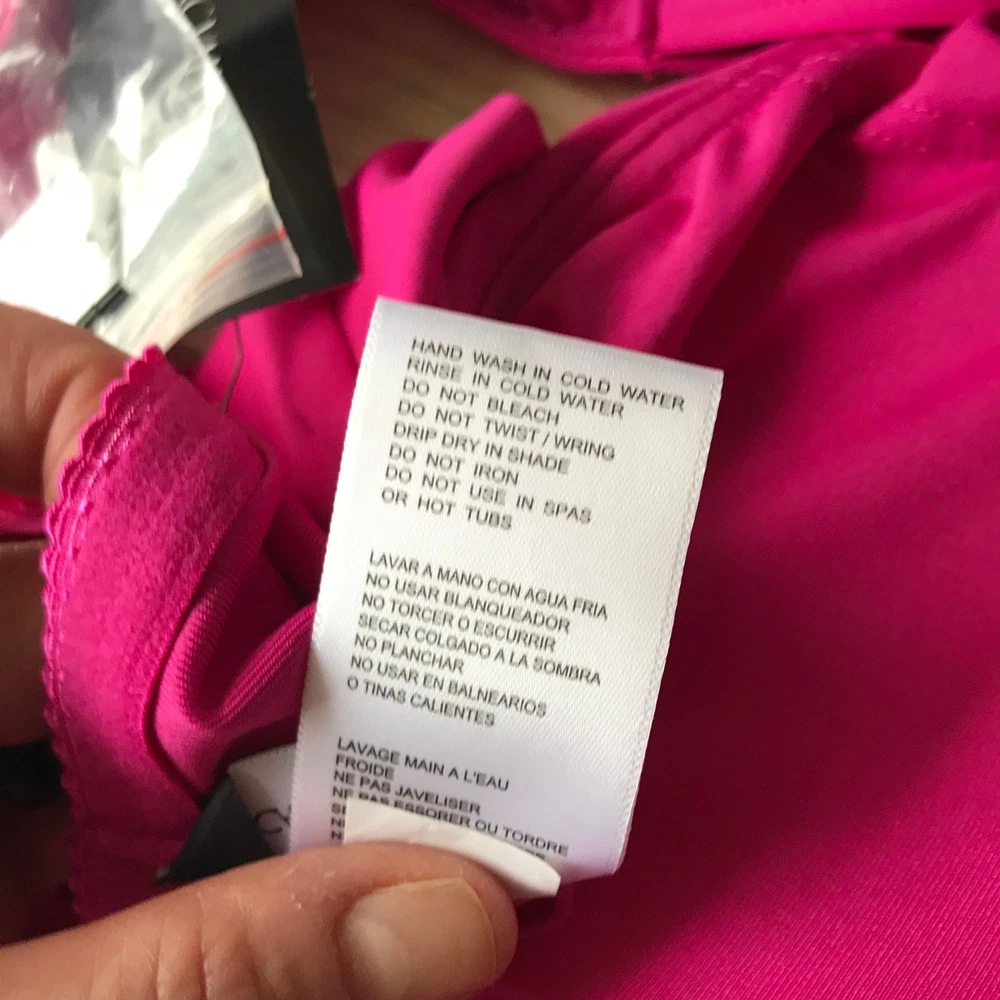 HAND WASH IN COLD WATER
RINSE IN COLD WATER
DO NOT BLEACH
DO NOT TWIST / WRING
DRIP DRY IN SHADE
DO NOT IRON
DO NOT USE IN SPAS
OR HOT TUBS
LAVAR A MANO CON AGUA FRIA
NO USAR BLANQUEADOR
NO TORCER O ESCURRIR
SECAR COLGADO A LA SOMBRA
NO PLANCHAR
NO USAR EN BALNEARIOS
O TINAS CALIENTES
LAVAGE MAIN A L'EAU
FROIDE
NE PAS JAVELISER
NE PAS ESSORER OU TORDRE